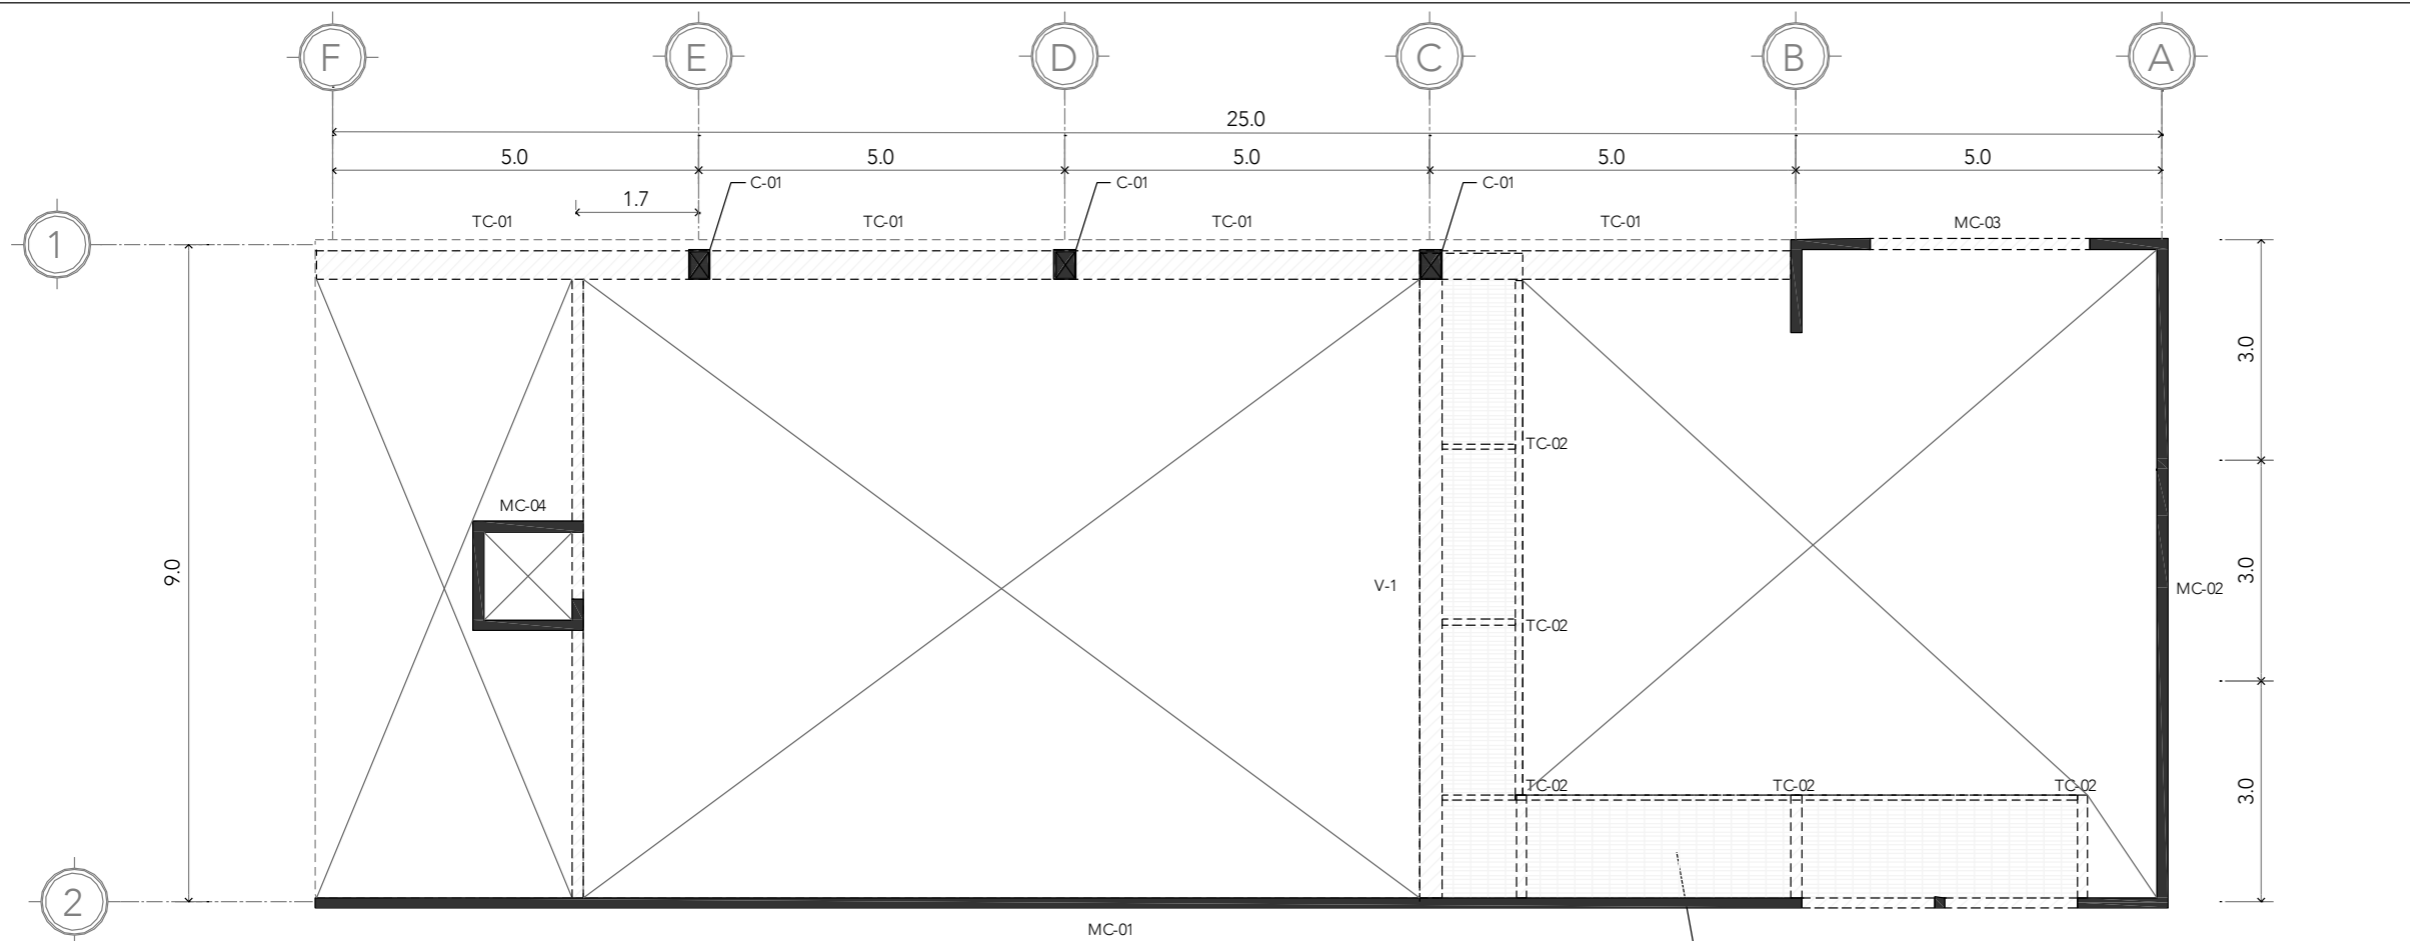 F E D C B A
25.0
5.0 5.0 5.0 5.0 5.0
C-01 C-01 C-01
1.7
TC-01 TC-01 TC-01 TC-01 MC-03
1
3.0
TC-02
MC-04
9.0
3.0
V-1
MC-02
TC-02
TC-02 TC-02 TC-02
3.0
2
MC-01